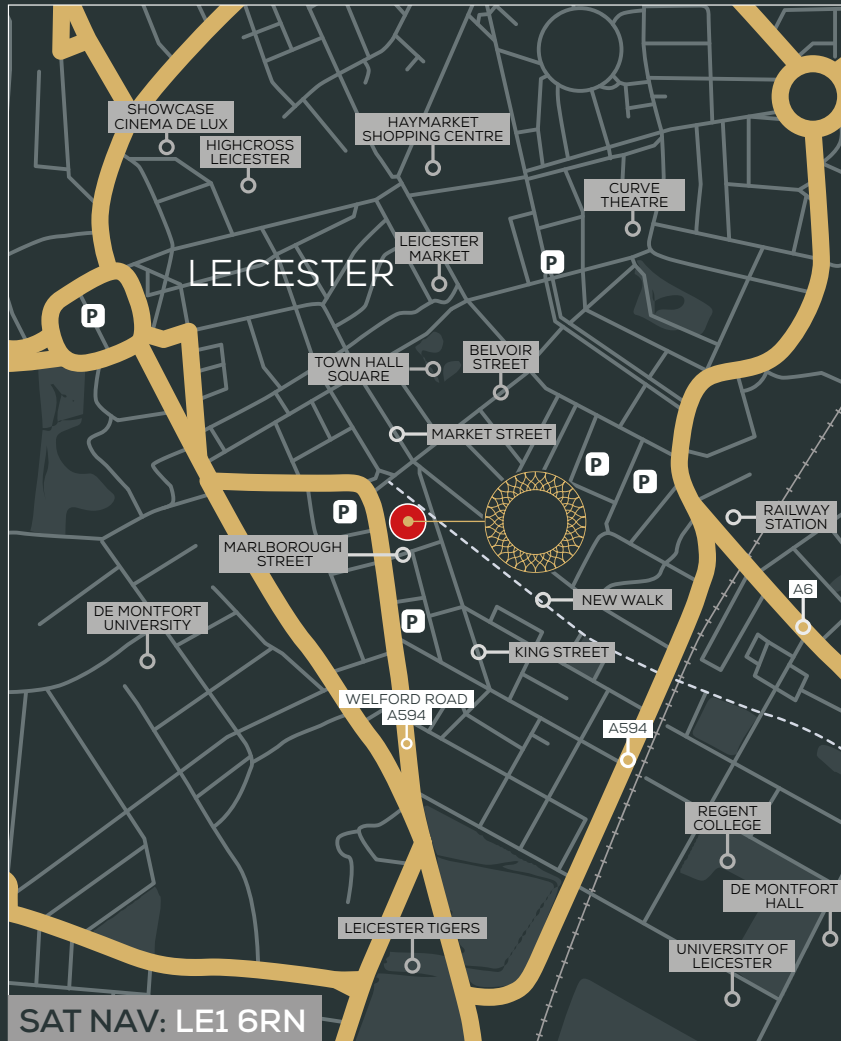 SHOWCASE
CINEMA DE LUX
HIGHCROSS
LEICESTER
HAYMARKET
SHOPPING CENTRE
CURVE
THEATRE
LEICESTER
MARKET
LEICESTER
P
P
TOWN HALL
SQUARE
BELVOIR
STREET
MARKET STREET
P
P
P
RAILWAY
STATION
MARLBOROUGH
STREET
A6
NEW WALK
DE MONTFORT
UNIVERSITY
P
KING STREET
WELFORD ROAD
A594
A594
REGENT
COLLEGE
DE MONTFORT
HALL
LEICESTER TIGERS
UNIVERSITY OF
LEICESTER
SAT NAV: LE1 6RN